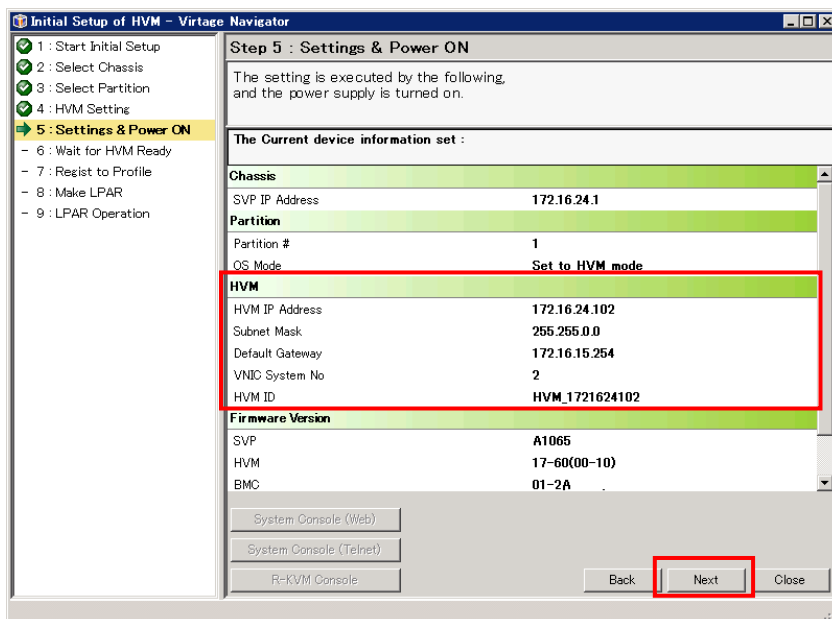 Initial Setup of HVM - Virtage Navigator
1 : Start Initial Setup
2 : Select Chassis
3 : Select Partition
4 : HVM Setting
5 : Settings & Power ON
- 6 : Wait for HVM Ready
- 7 : Regist to Profile
- 8 : Make LPAR
- 9 : LPAR Operation
Step 5 : Settings & Power ON
The setting is executed by the following,
and the power supply is turned on.
The Current device information set :
Chassis
SVP IP Address 172.16.24.1
Partition
Partition # 1
OS Mode Set to HVM mode
HVM
HVM IP Address 172.16.24.102
Subnet Mask 255.255.0.0
Default Gateway 172.16.15.254
VNIC System No 2
HVM ID HVM_1721624102
Firmware Version
SVP A1065
HVM 17-60(00-10)
BMC 01-2A
System Console (Web)
System Console (Telnet)
R-KVM Console
Back Next Close